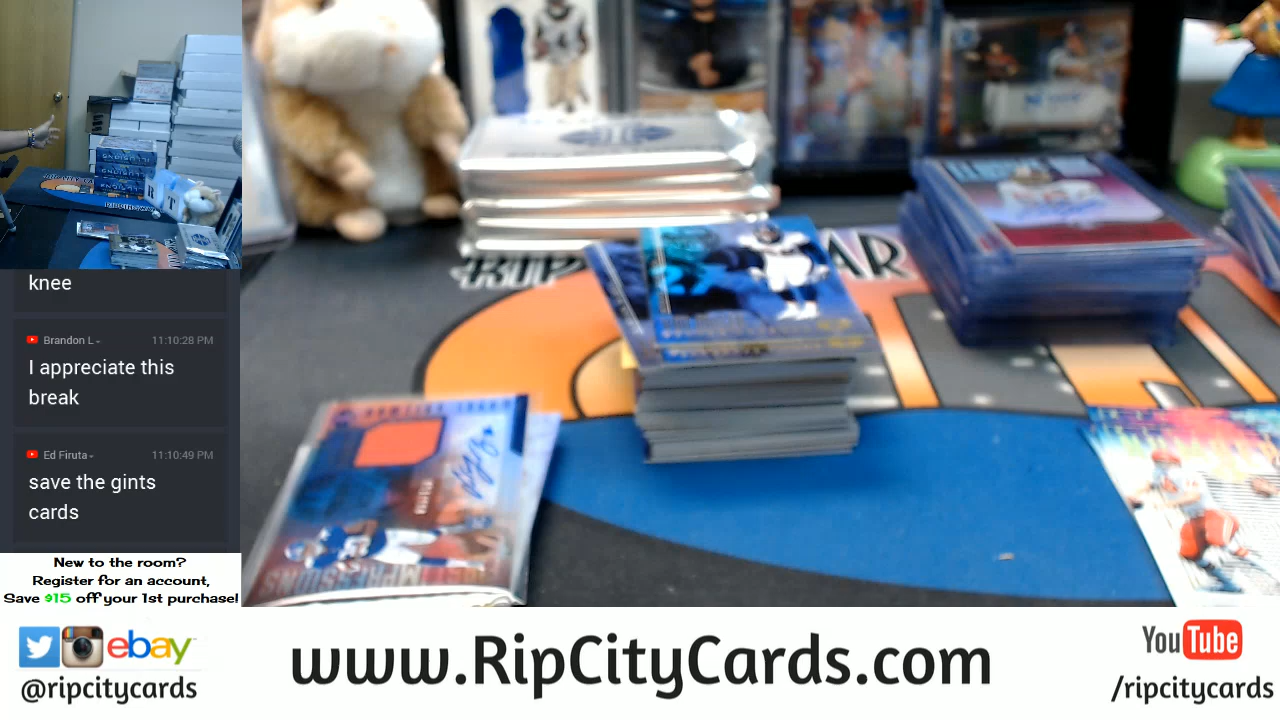 knee
Brandon L
11:10:28 PM
I appreciate this
break
Ed Firuta
11:10:49 PM
save the gints
cards
New to the room?
Register for an account,
Save $15 off your 1st purchase!
RIP
AR
ebay
@ripcitycards
www.RipCityCards.com
YouTube
/ripcitycards